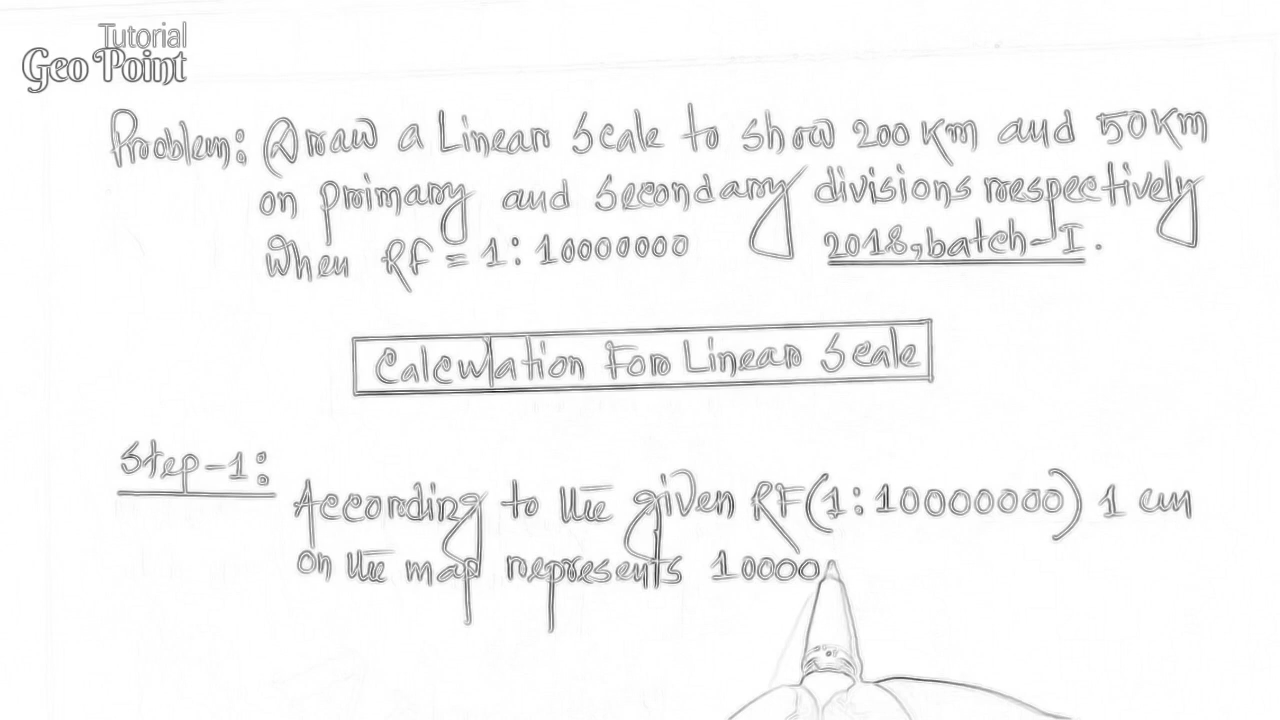 Tutorial
Geo Point
Problem: Draw a Linear Scale to show 200 Km and 50 Km
on primary and secondary divisions respectively
when RF = 1:10000000 2018, batch-I.
Calculation For Linear Scale
Step-1:
According to the given RF (1:10000000) 1 cm
on the map represents 10000